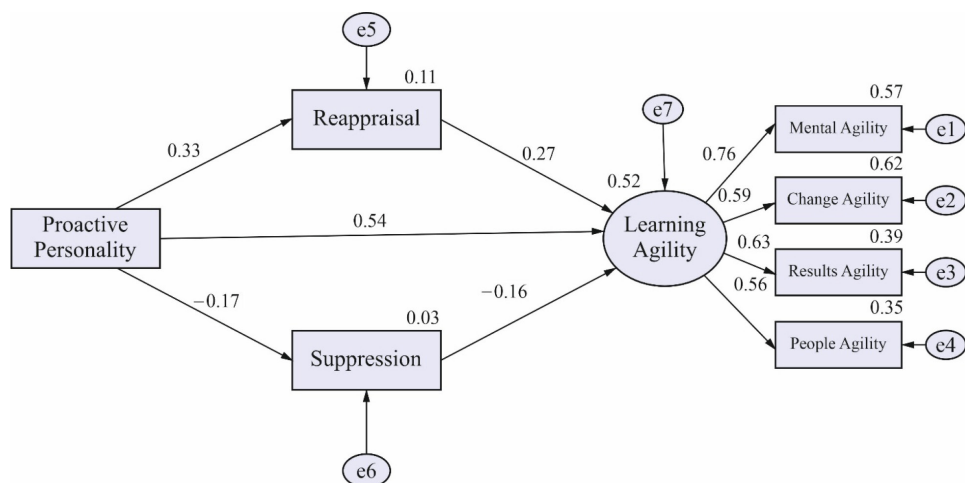 e5
0.11
Reappraisal
0.33
0.27
Proactive
Personality
0.54
−0.17
0.03
Suppression
−0.16
e6
e7
0.52
Learning
Agility
0.76
0.59
0.63
0.56
0.57
Mental Agility
e1
0.62
Change Agility
e2
0.39
Results Agility
e3
0.35
People Agility
e4